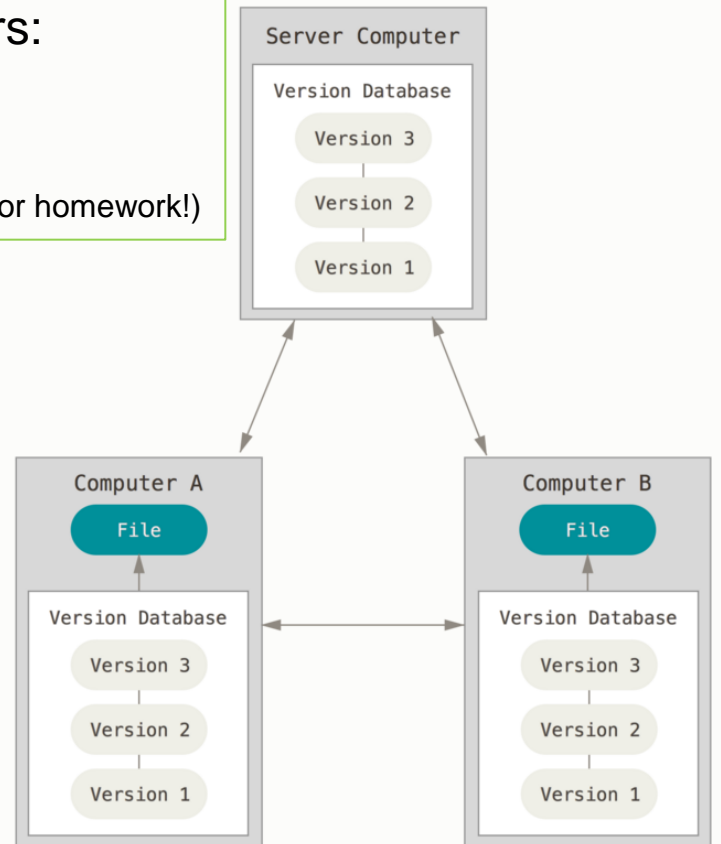 rs:
or homework!)
Server Computer
Version Database
Version 3
Version 2
Version 1
Computer A
File
Version Database
Version 3
Version 2
Version 1
Computer B
File
Version Database
Version 3
Version 2
Version 1